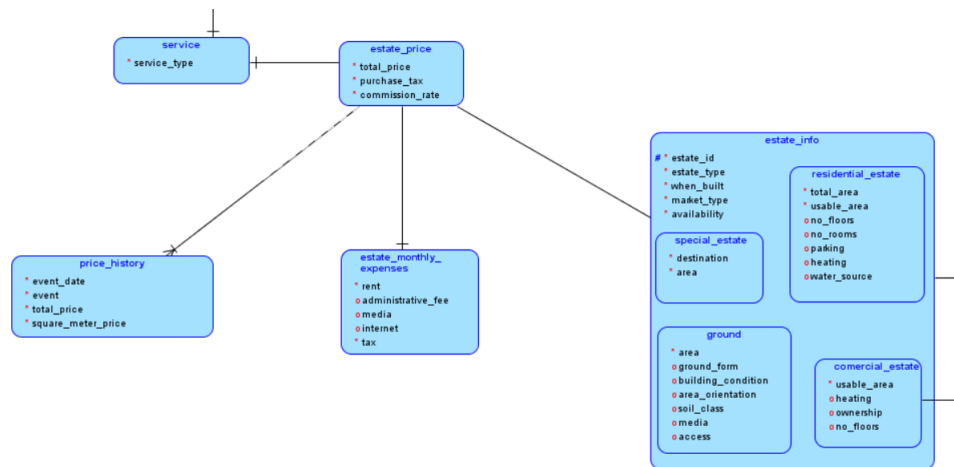 service
* service_type
estate_price
* total_price
* purchase_tax
* commission_rate
price_history
* event_date
* event
* total_price
* square_meter_price
estate_monthly_
expenses
* rent
o administrative_fee
o media
o internet
* tax
estate_info
# * estate_id
* estate_type
* when_built
* market_type
* availability
special_estate
* destination
* area
residential_estate
* total_area
* usable_area
o no_floors
o no_rooms
o parking
o heating
o water_source
ground
* area
o ground_form
o building_condition
o area_orientation
o soil_class
o media
o access
comercial_estate
* usable_area
o heating
o ownership
o no_floors